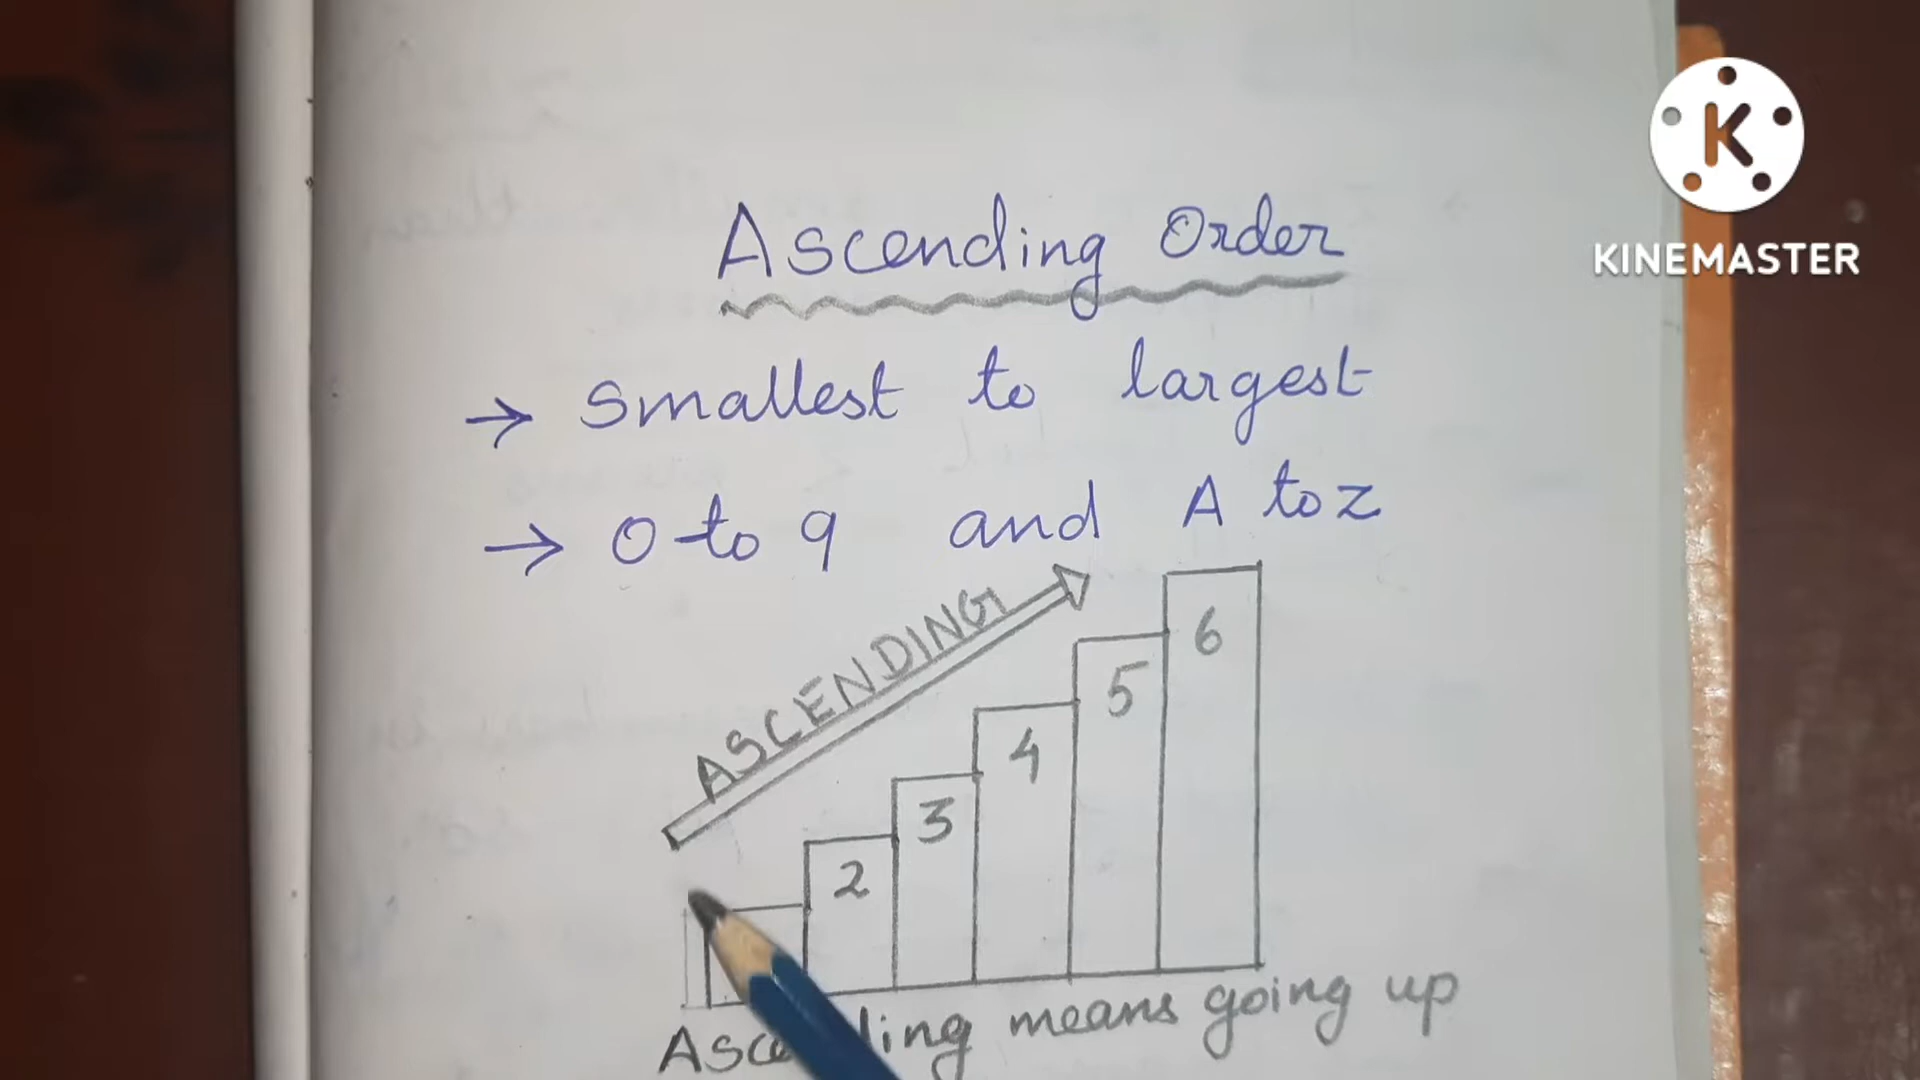 Ascending Order
→ Smallest to largest
→ 0 to 9 and A to Z
ASCENDING
2 3 4 5 6
Ascending means going up
K
KINEMASTER